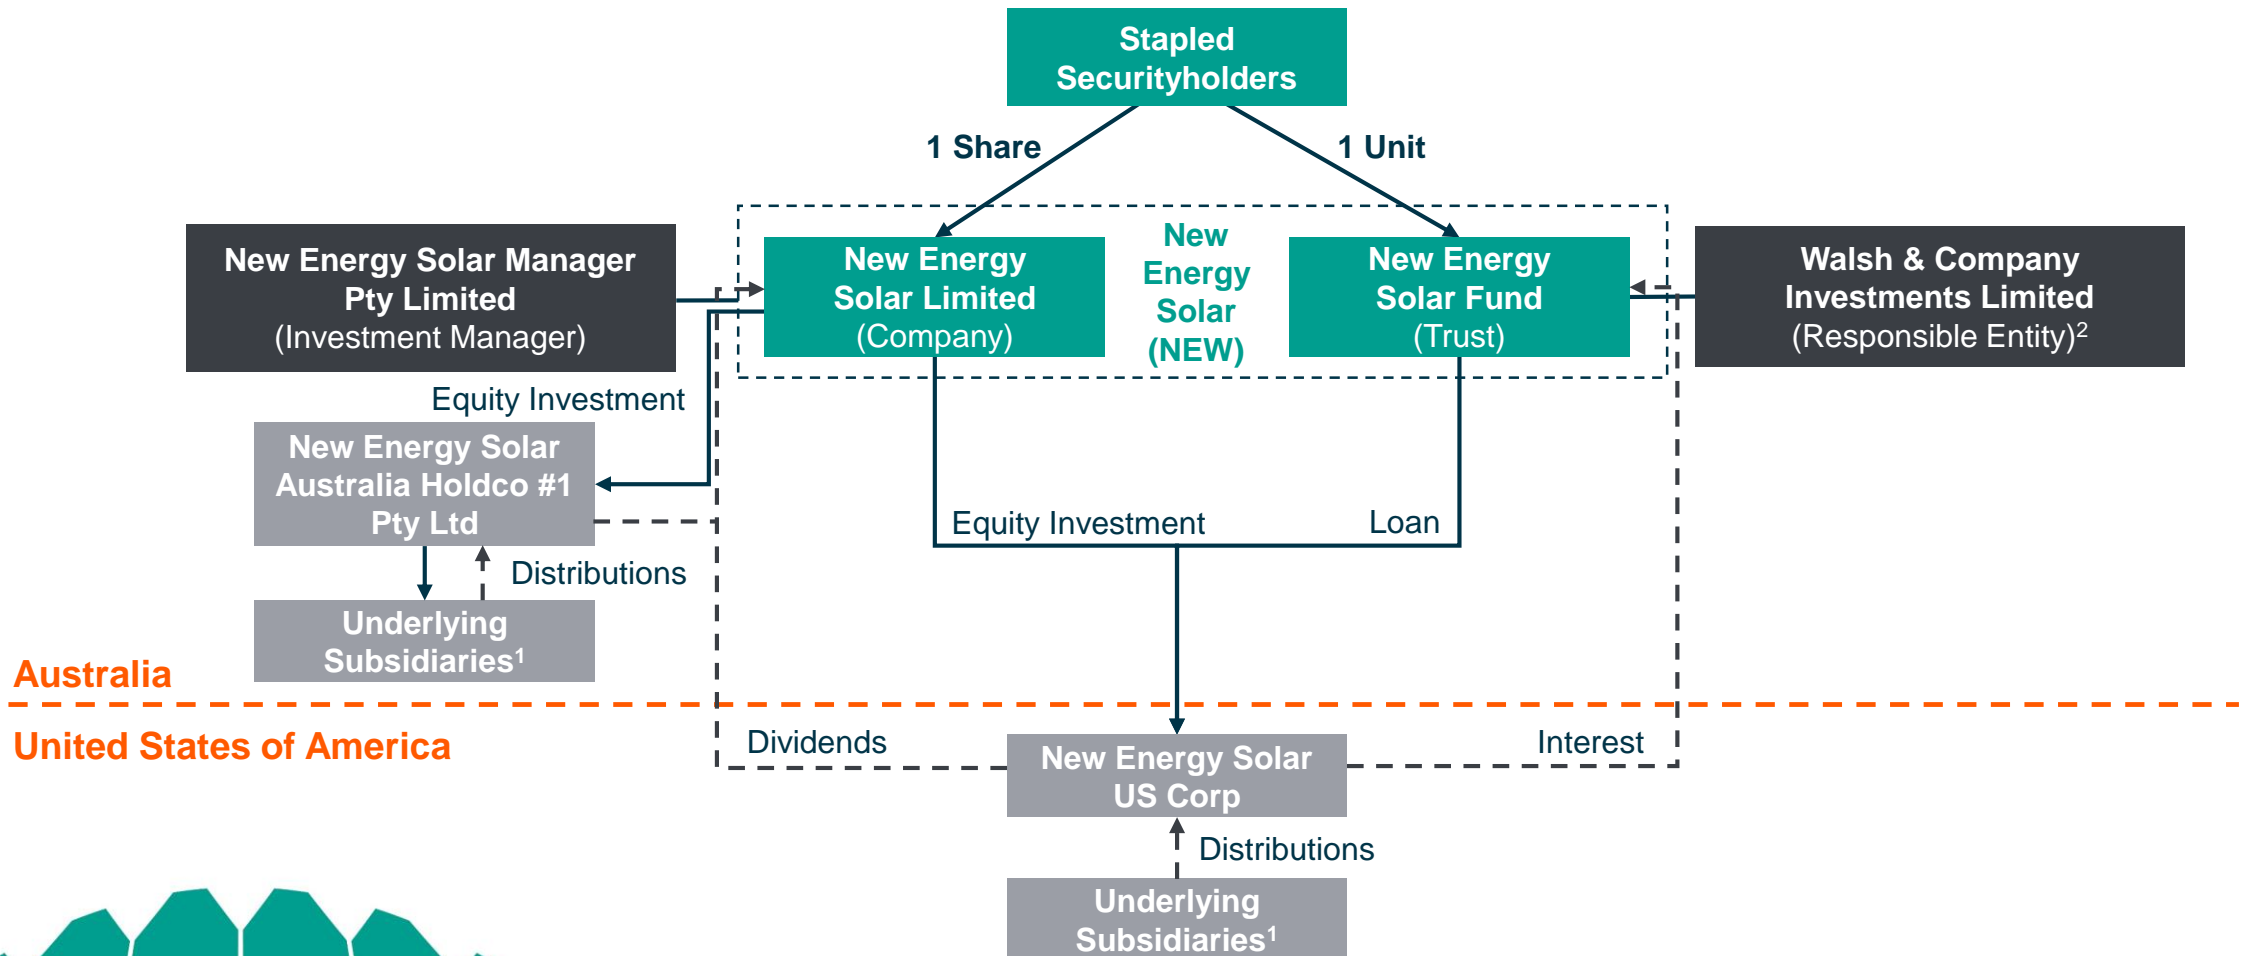 Stapled
Securityholders
1 Share
1 Unit
New Energy Solar Manager
Pty Limited
(Investment Manager)
New Energy
Solar Limited
(Company)
New
Energy
Solar
(NEW)
New Energy
Solar Fund
(Trust)
Walsh & Company
Investments Limited
(Responsible Entity)2
Equity Investment
New Energy Solar
Australia Holdco #1
Pty Ltd
Equity Investment
Loan
Distributions
Underlying
Subsidiaries1
Australia
United States of America
Dividends
New Energy Solar
US Corp
Interest
Distributions
Underlying
Subsidiaries1